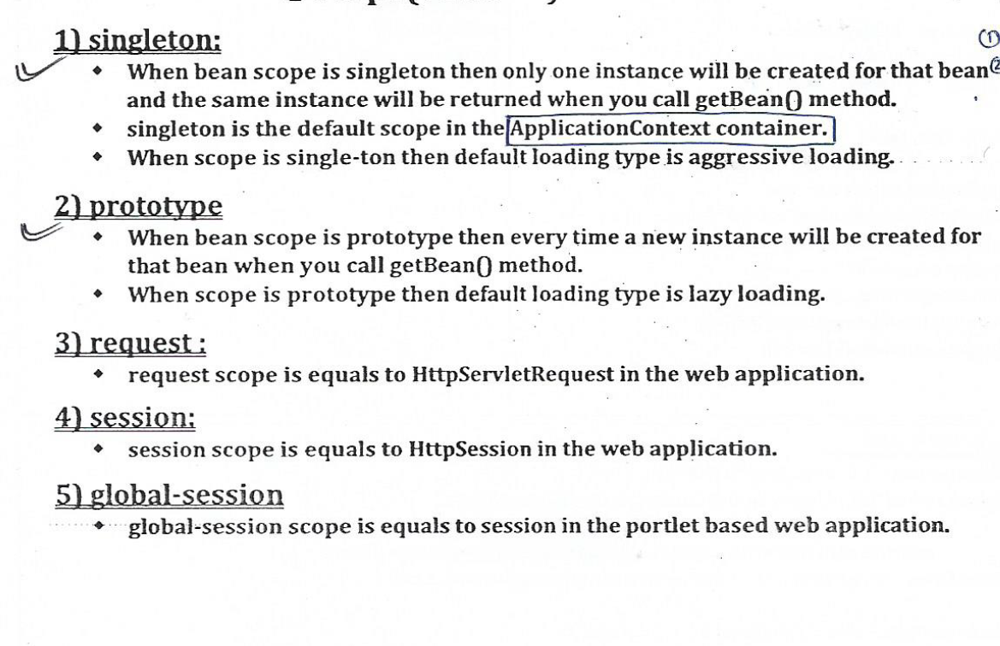 1) singleton:
(1)
When bean scope is singleton then only one instance will be created for that bean
(2
and the same instance will be returned when you call getBean() method.
singleton is the default scope in the ApplicationContext container.
When scope is single-ton then default loading type is aggressive loading.
2) prototype
When bean scope is prototype then every time a new instance will be created for
that bean when you call getBean() method.
When scope is prototype then default loading type is lazy loading.
3) request :
request scope is equals to HttpServletRequest in the web application.
4) session:
session scope is equals to HttpSession in the web application.
5) global-session
global-session scope is equals to session in the portlet based web application.